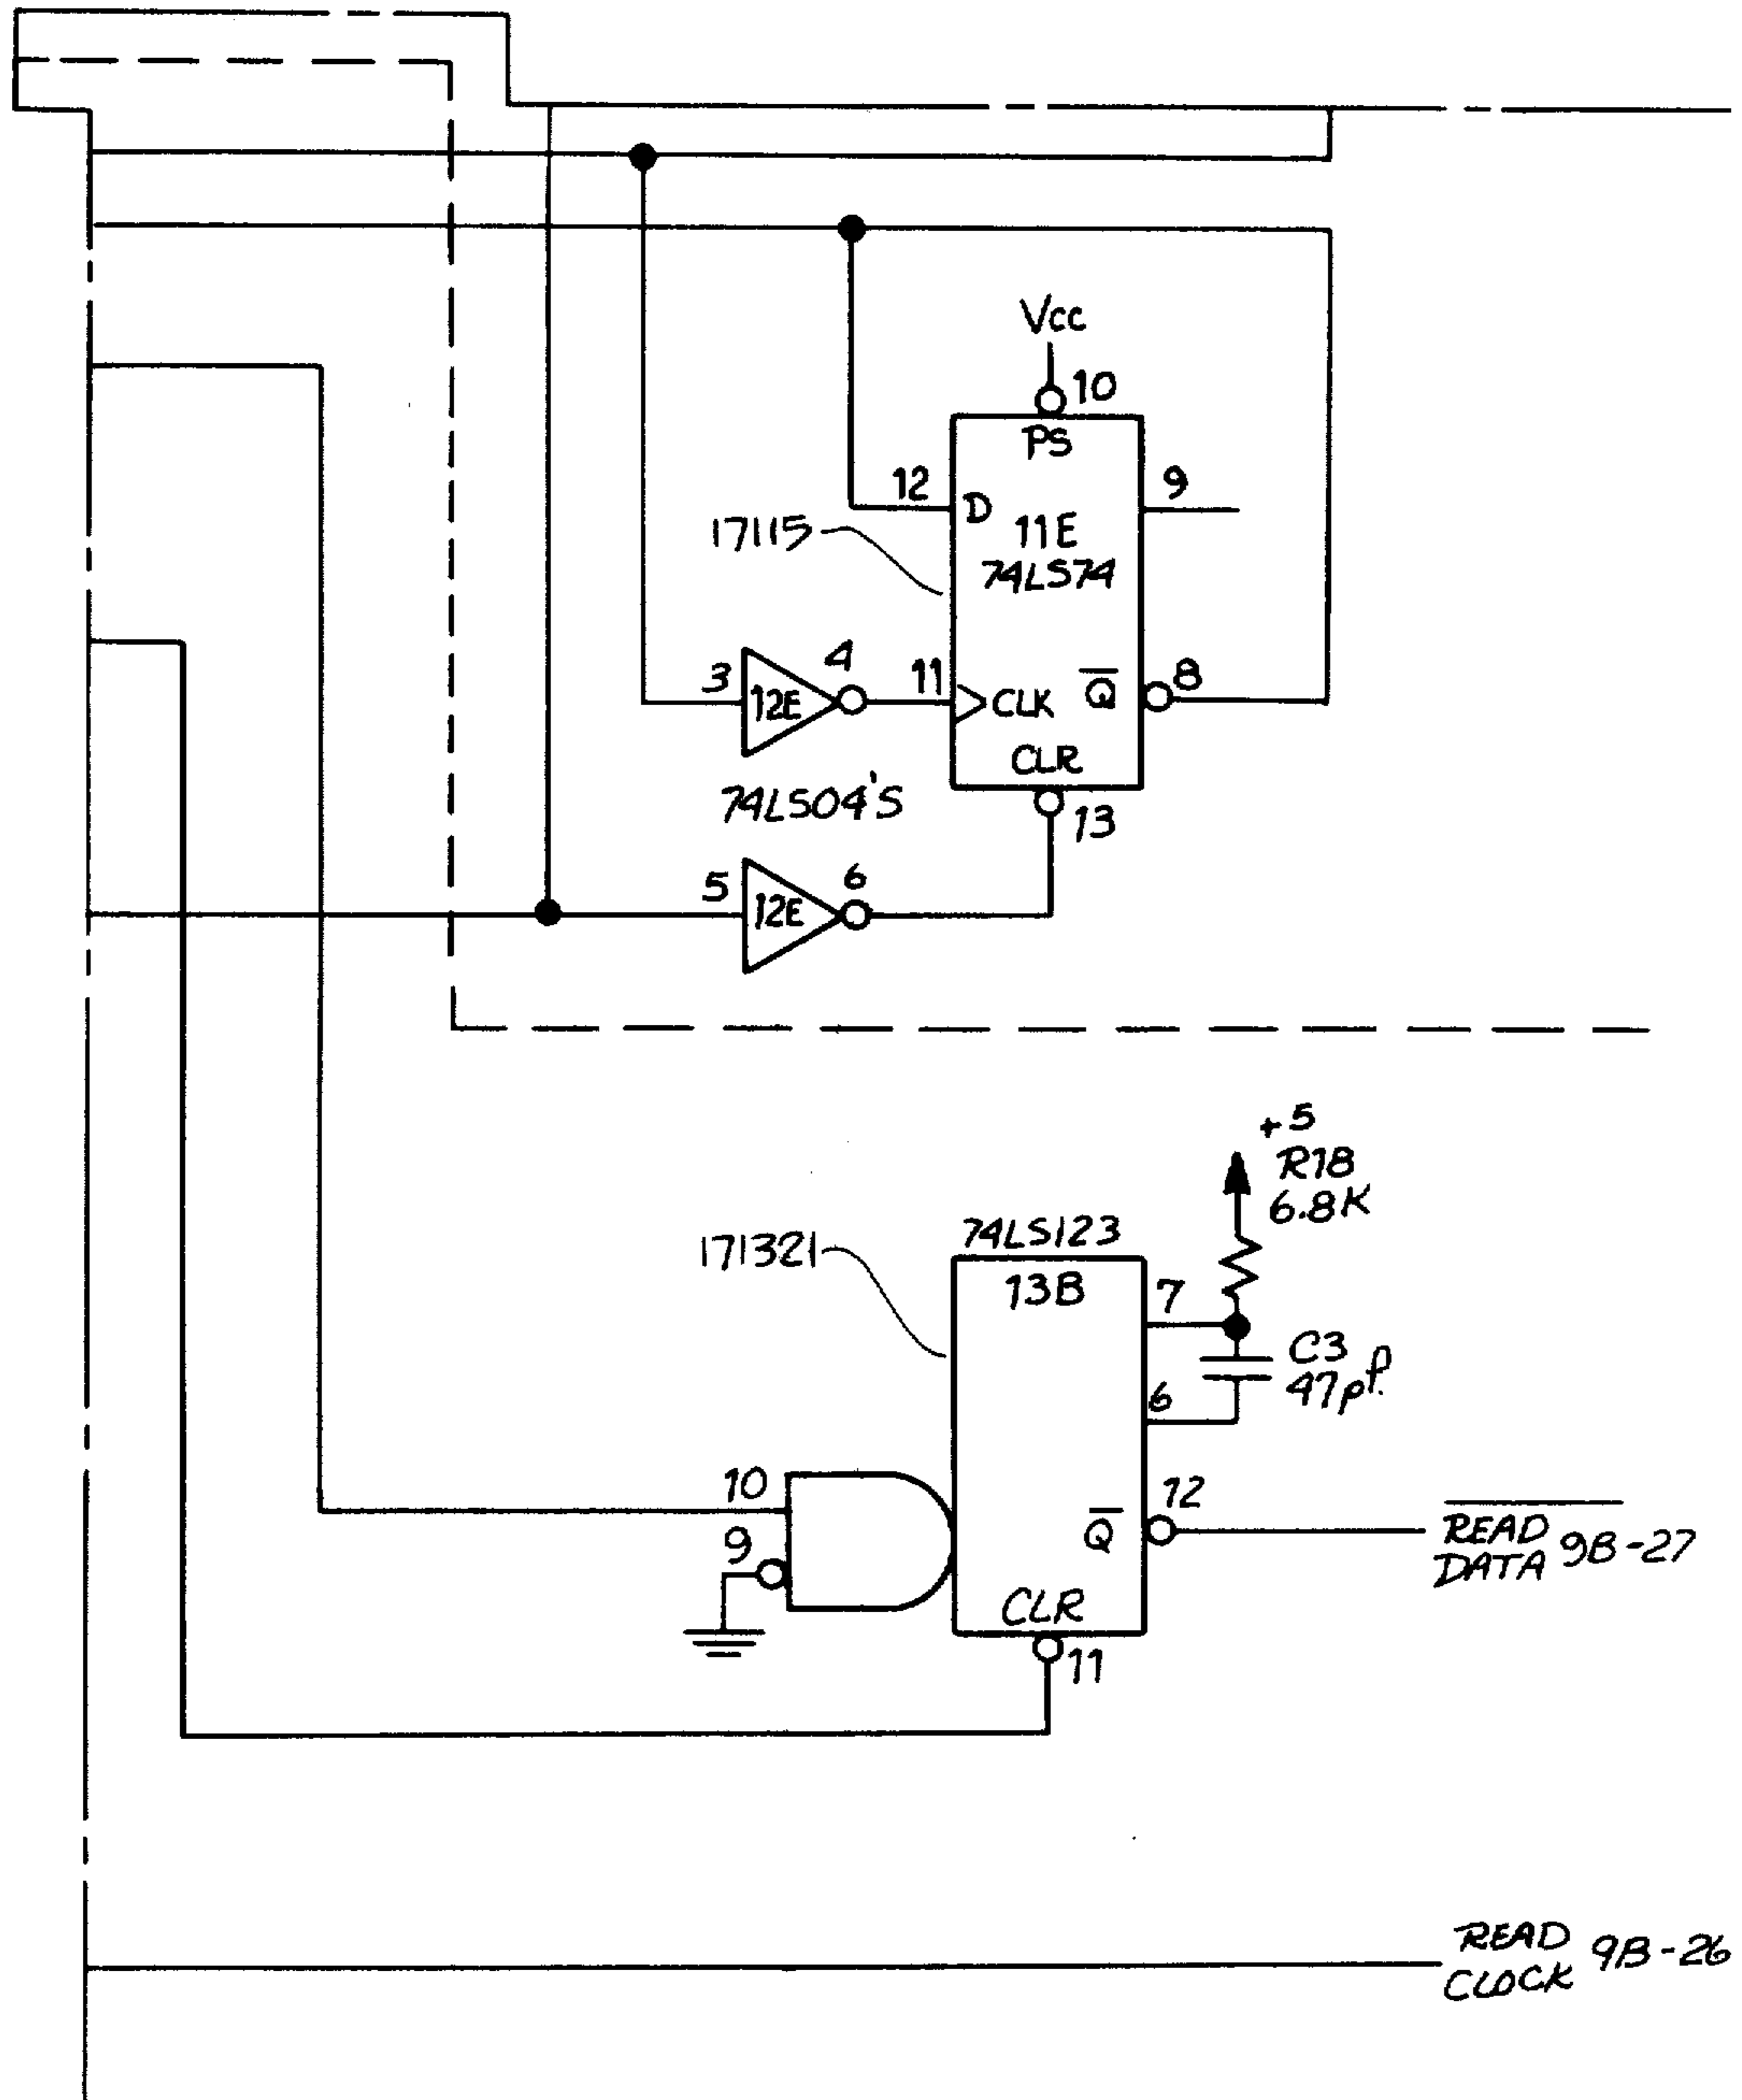 Vcc
10
PS
12
D
9
11E
74LS74
17115
3
12E
4
11
CLK
Q
8
CLR
74LS04'S
13
5
12E
6
+5
R18
6.8K
74LS123
171321
13B
7
C3
47pf.
6
10
9
Q
12
READ
DATA 9B-27
CLR
11
READ 9B-26
CLOCK